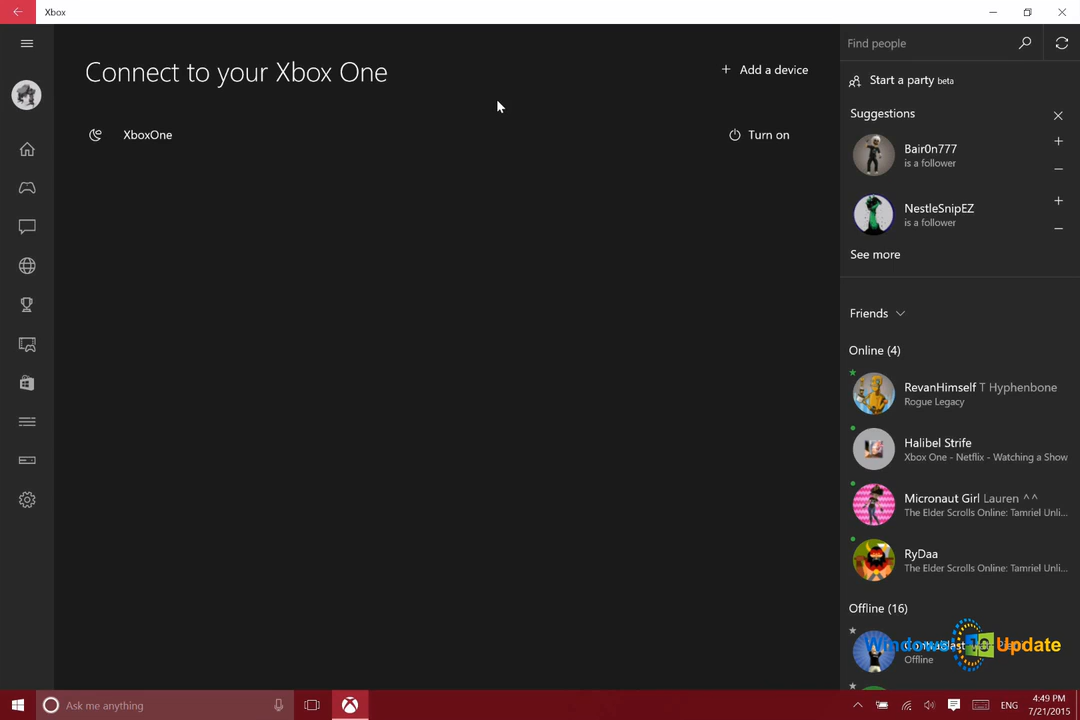 Xbox
Connect to your Xbox One
Add a device
XboxOne
Turn on
Find people
Start a party beta
Suggestions
Bair0n777
is a follower
NestleSnipEZ
is a follower
See more
Friends
Online (4)
RevanHimself T Hyphenbone
Rogue Legacy
Halibel Strife
Xbox One - Netflix - Watching a Show
Micronaut Girl Lauren ^^
The Elder Scrolls Online: Tamriel Unli...
RyDaa
The Elder Scrolls Online: Tamriel Unli...
Offline (16)
Offline
Windows 10 Update
Ask me anything
ENG
4:49 PM
7/21/2015